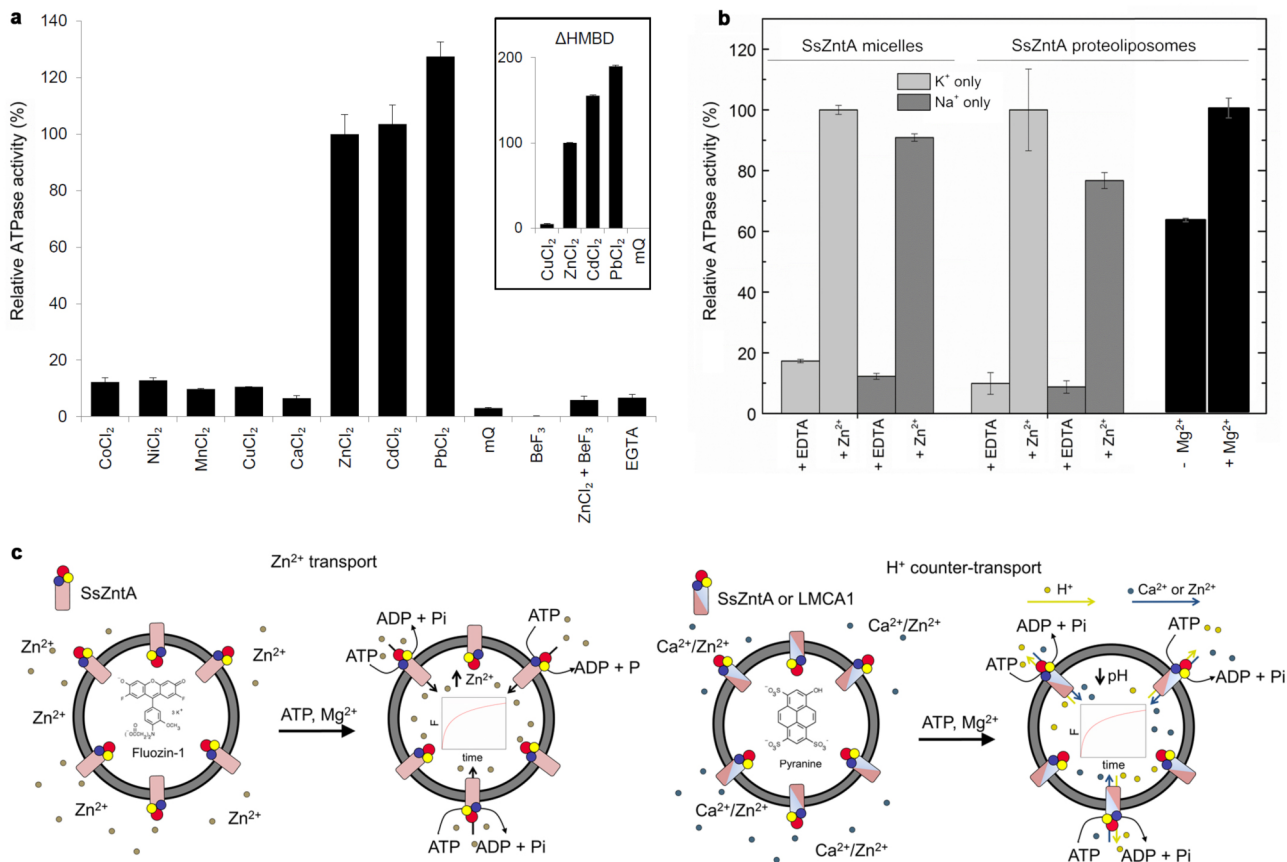 a
Relative ATPase activity (%)
140
120
100
80
60
40
20
0
CoCl₂
NiCl₂
MnCl₂
CuCl₂
CaCl₂
ZnCl₂
CdCl₂
PbCl₂
mQ
BeF₃
ZnCl₂ + BeF₃
EGTA
ΔHMBD
200
100
0
CuCl₂
ZnCl₂
CdCl₂
PbCl₂
mQ
b
Relative ATPase activity (%)
120
100
80
60
40
20
0
SsZntA micelles
SsZntA proteoliposomes
K⁺ only
Na⁺ only
+ EDTA
+ Zn²⁺
+ EDTA
+ Zn²⁺
+ EDTA
+ Zn²⁺
+ EDTA
+ Zn²⁺
- Mg²⁺
+ Mg²⁺
c
Zn²⁺ transport
SsZntA
Zn²⁺
Zn²⁺
Zn²⁺
Zn²⁺
Zn²⁺
3 K⁺
Fluozin-1
ATP, Mg²⁺
ADP + Pi
ATP
ATP
ADP + P
Zn²⁺
F
time
ATP
ADP + Pi
H⁺ counter-transport
SsZntA or LMCA1
Ca²⁺/Zn²⁺
Ca²⁺/Zn²⁺
Ca²⁺/Zn²⁺
Ca²⁺/Zn²⁺
OH
Pyranine
ATP, Mg²⁺
H⁺
Ca²⁺ or Zn²⁺
ADP + Pi
ATP
ATP
ADP + Pi
pH
F
time
ATP
ADP + Pi